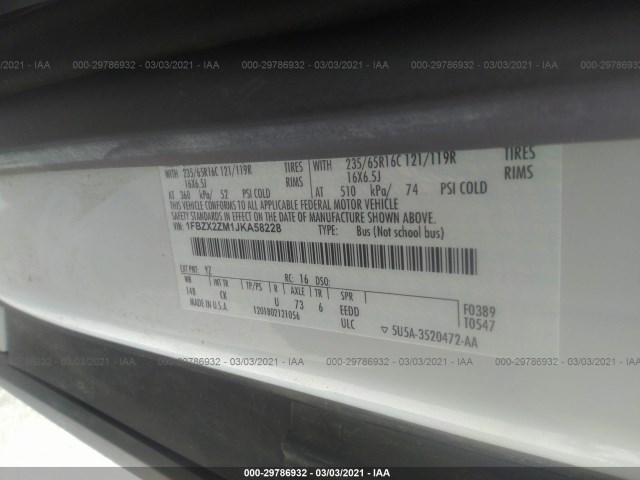 000-29786932 - 03/03/2021 - IAA 000-29786932 - 03/03/2021 - IAA 000-29786932 - 03/03/2021 - IAA
WITH 235/65R16C 121/119R TIRES WITH 235/65R16C 121/119R TIRES
16X6.5J RIMS 16X6.5J RIMS
AT 360 kPa/ 52 PSI COLD AT 510 kPa/ 74 PSI COLD
THIS VEHICLE CONFORMS TO ALL APPLICABLE FEDERAL MOTOR VEHICLE
SAFETY STANDARDS IN EFFECT ON THE DATE OF MANUFACTURE SHOWN ABOVE.
VIN: 1FBZX2ZM1JKA58228 TYPE: Bus (Not school bus)
EXT PNT: YZ RC: 16 DSO:
WB INT TR TP/PS R AXLE TR SPR
148 CK U 73 6 EEDD F0389
MADE IN U.S.A. 1201802121056 ULC ▽ 5U5A-3520472-AA T0547
000-29786932 - 03/03/2021 - IAA 000-29786932 - 03/03/2021 - IAA 000-29786932 - 03/03/2021 - IAA
000-29786932 - 03/03/2021 - IAA